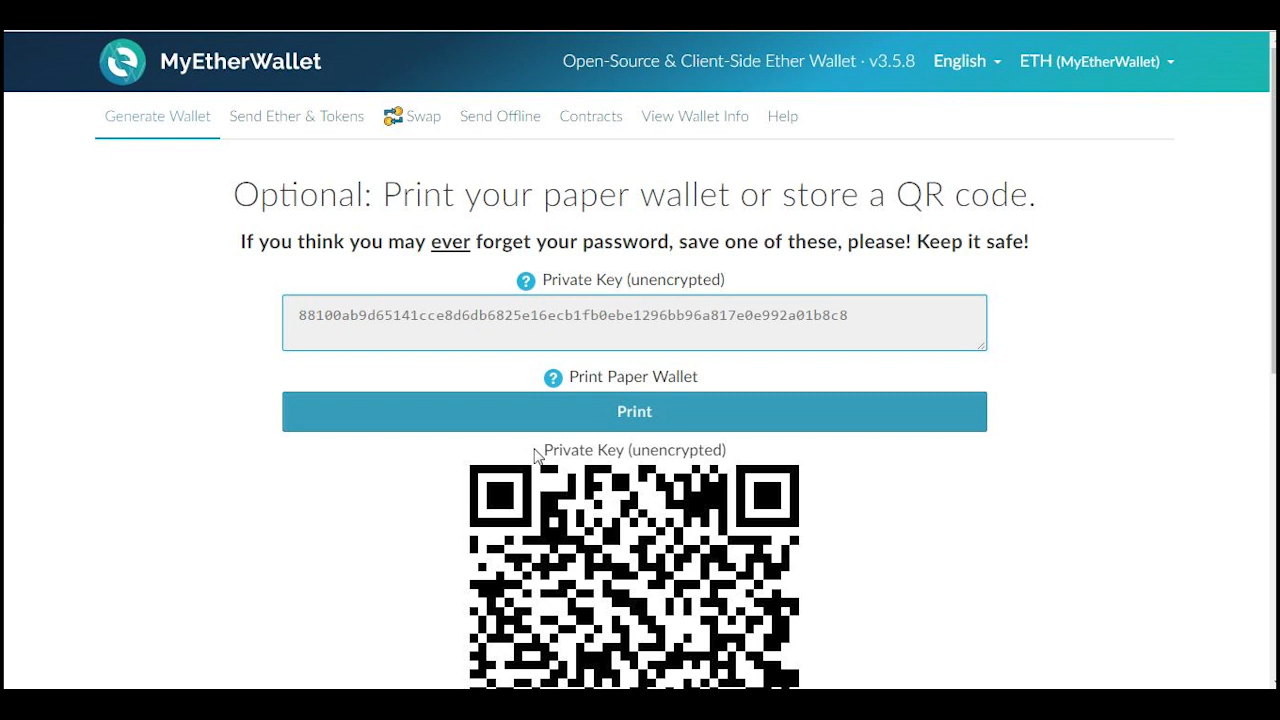 MyEtherWallet
Open-Source & Client-Side Ether Wallet · v3.5.8 English ETH (MyEtherWallet)
Generate Wallet Send Ether & Tokens Swap Send Offline Contracts View Wallet Info Help
Optional: Print your paper wallet or store a QR code.
If you think you may ever forget your password, save one of these, please! Keep it safe!
? Private Key (unencrypted)
88100ab9d65141cce8d6db6825e16ecb1fb0ebe1296bb96a817e0e992a01b8c8
? Print Paper Wallet
Print
Private Key (unencrypted)